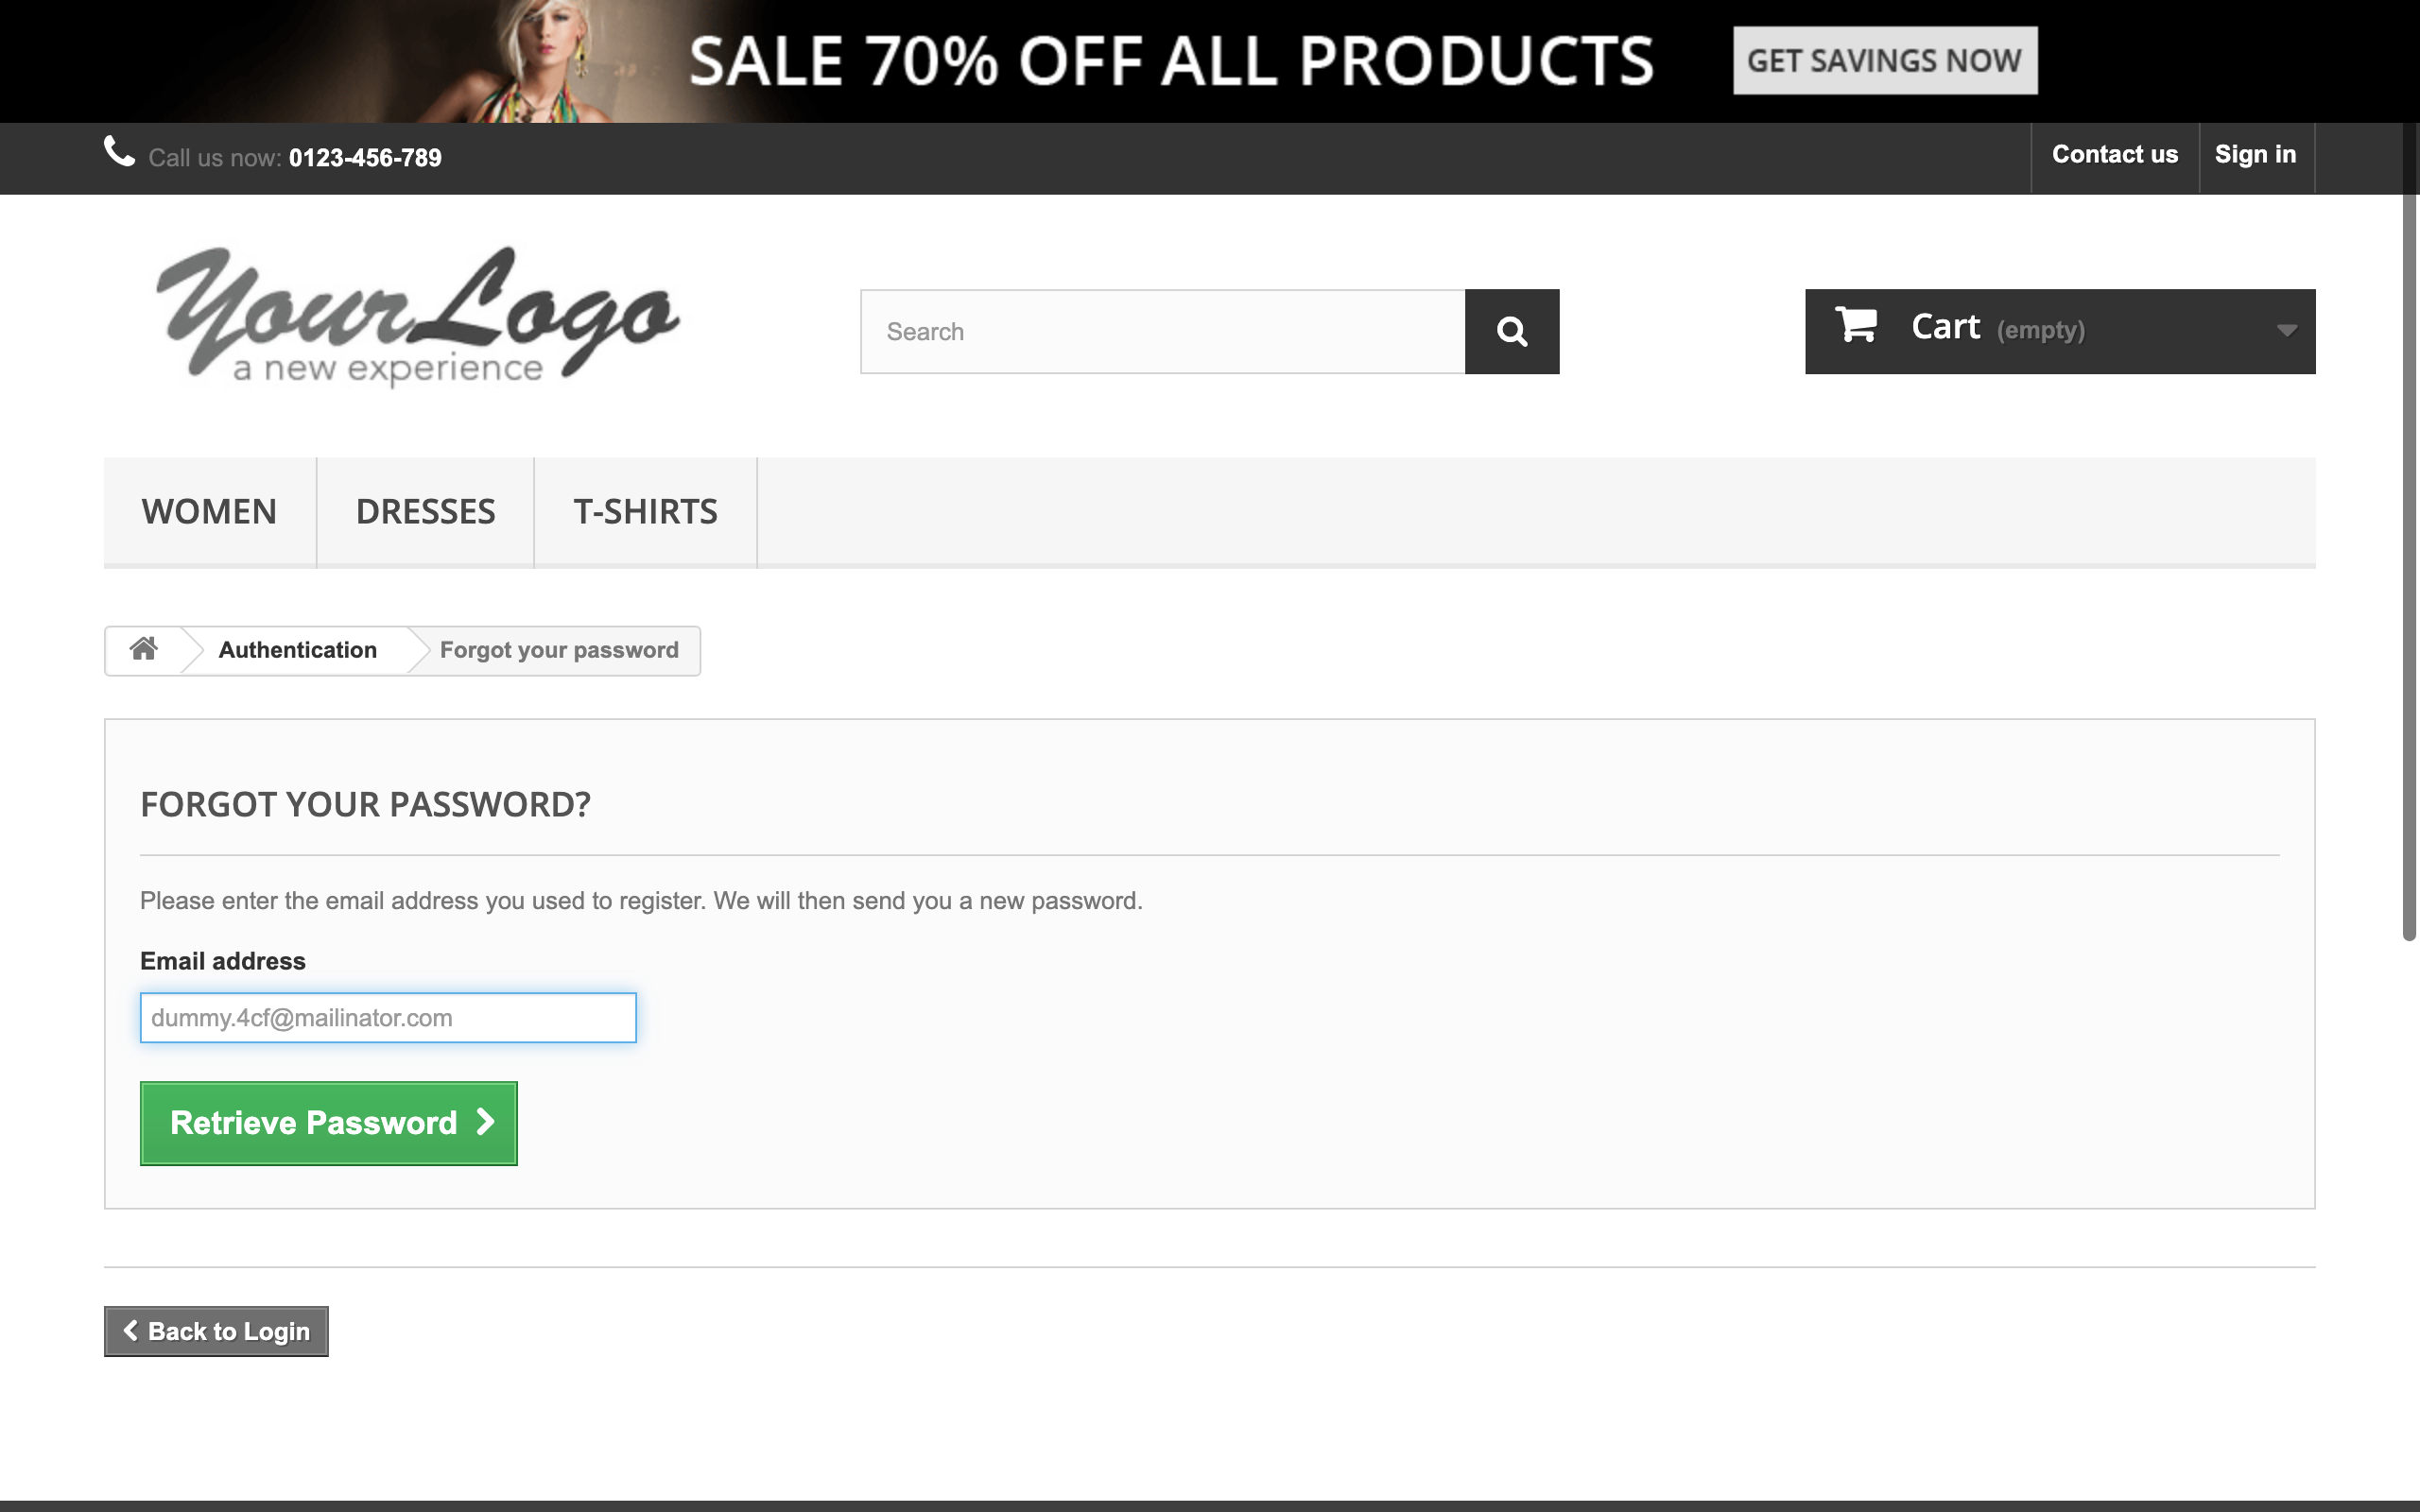 SALE 70% OFF ALL PRODUCTS GET SAVINGS NOW
Call us now: 0123-456-789 Contact us Sign in
YourLogo
a new experience
Search
Cart (empty)
WOMEN DRESSES T-SHIRTS
Authentication Forgot your password
FORGOT YOUR PASSWORD?
Please enter the email address you used to register. We will then send you a new password.
Email address
dummy.4cf@mailinator.com
Retrieve Password
Back to Login